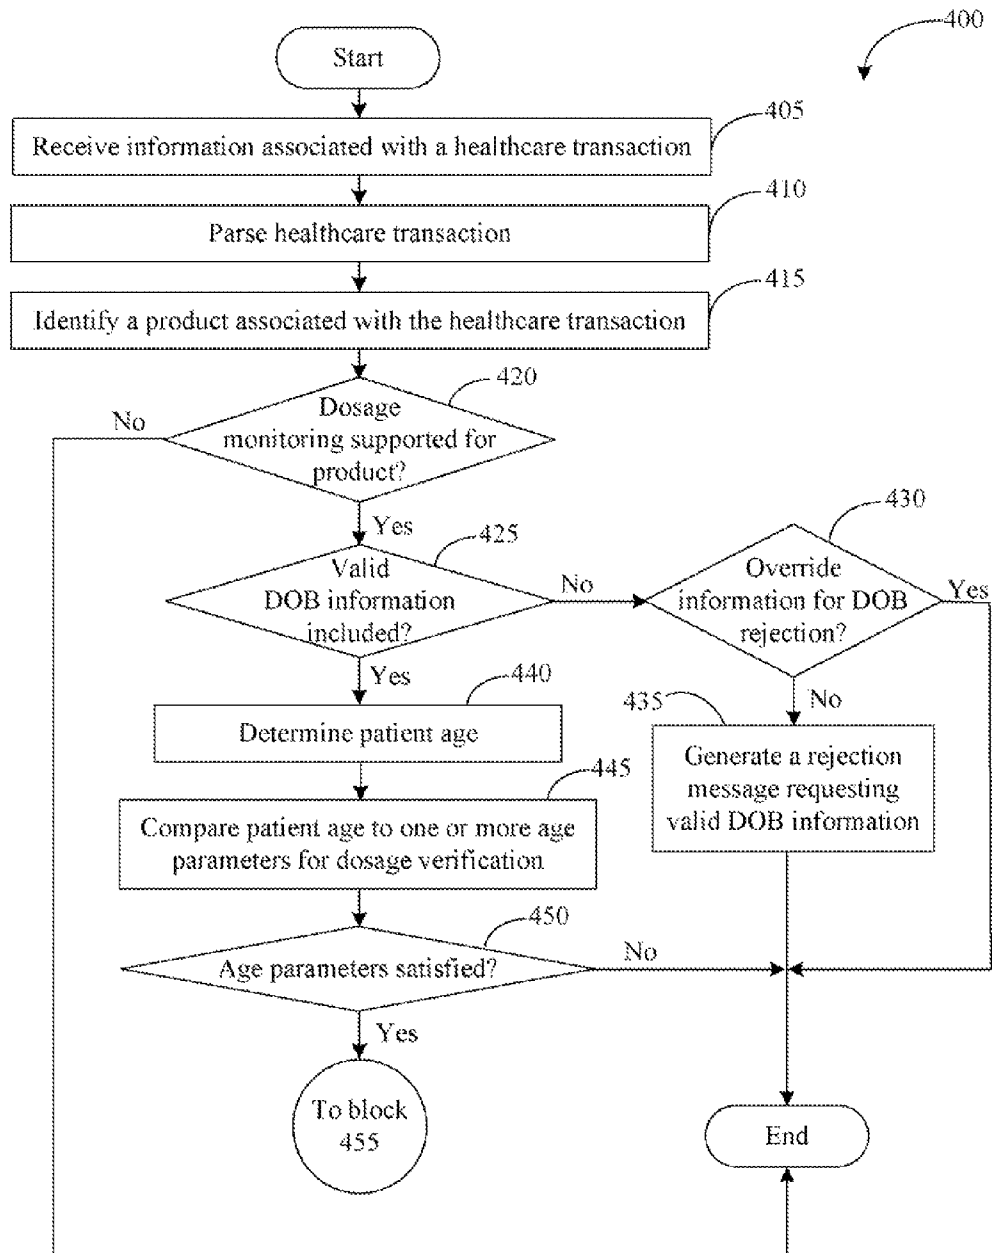 400
Start
405
Receive information associated with a healthcare transaction
410
Parse healthcare transaction
415
Identify a product associated with the healthcare transaction
420
No
Dosage
monitoring supported for
product?
Yes
425
430
Valid
DOB information
included?
No
Override
information for DOB
rejection?
Yes
Yes
440
No
435
Determine patient age
Generate a rejection
message requesting
valid DOB information
445
Compare patient age to one or more age
parameters for dosage verification
450
Age parameters satisfied?
No
Yes
To block
455
End